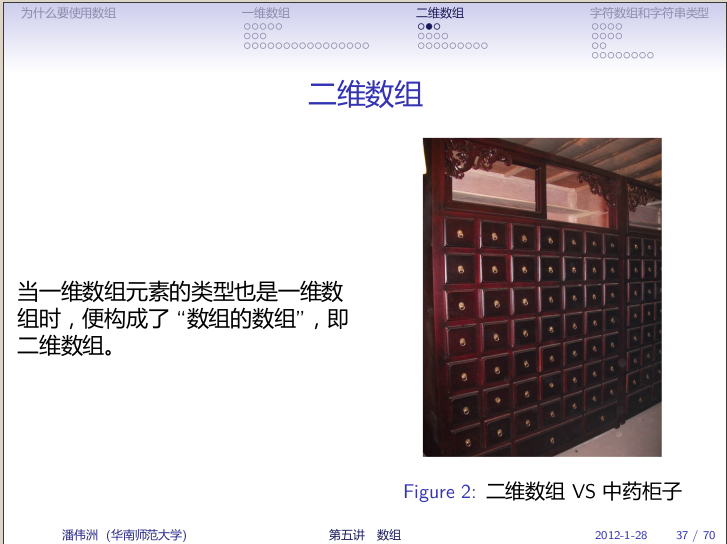 为什么要使用数组
一维数组
二维数组
字符数组和字符串类型
二维数组
当一维数组元素的类型也是一维数
组时，便构成了 “数组的数组”，即
二维数组。
Figure 2: 二维数组 VS 中药柜子
潘伟洲 (华南师范大学)
第五讲 数组
2012-1-28
37 / 70